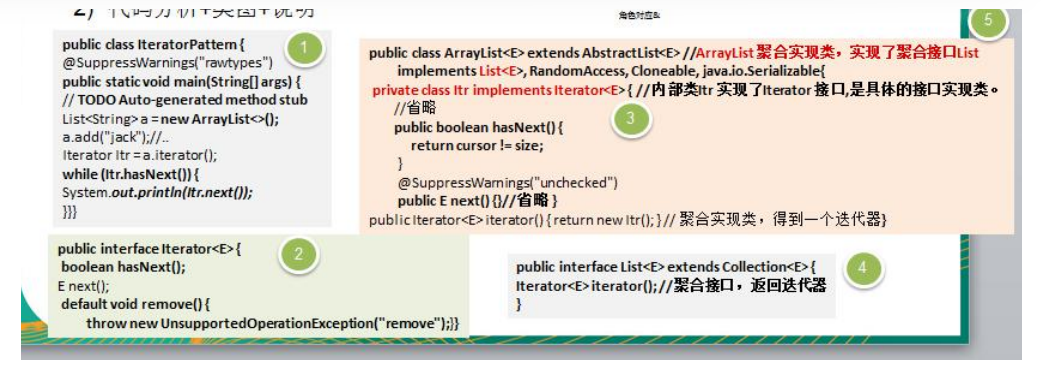 2) 代码分析+类图+说明
角色对应&
5
public class IteratorPattem {
1
@SuppressWarnings("rawtypes")
public static void main(String[] args) {
// TODO Auto-generated method stub
List<String> a = new ArrayList<>();
a.add("jack");//..
Iterator Itr = a.iterator();
while (Itr.hasNext()) {
System.out.println(Itr.next());
}}}
public class ArrayList<E> extends AbstractList<E> //ArrayList 聚合实现类，实现了聚合接口List
implements List<E>, RandomAccess, Cloneable, java.io.Serializable{
private class Itr implements Iterator<E> { //内部类Itr 实现了Iterator 接口,是具体的接口实现类。
//省略
3
public boolean hasNext() {
return cursor != size;
}
@SuppressWarnings("unchecked")
public E next() {}//省略 }
public Iterator<E> iterator() { return new Itr(); } // 聚合实现类，得到一个迭代器}
public interface Iterator<E> {
2
boolean hasNext();
E next();
default void remove() {
throw new UnsupportedOperationException("remove");}}
public interface List<E> extends Collection<E> {
4
Iterator<E> iterator(); //聚合接口，返回迭代器
}